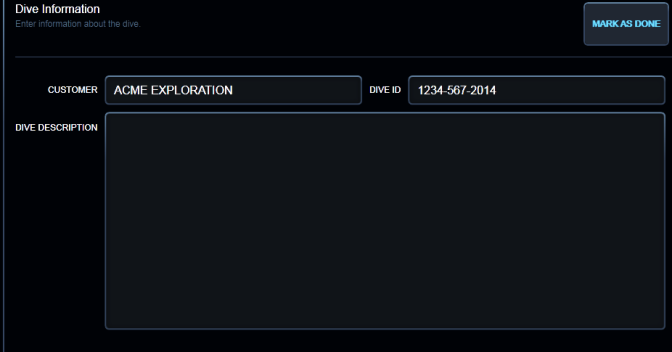 Dive Information
Enter information about the dive.
MARK AS DONE
CUSTOMER ACME EXPLORATION DIVE ID 1234-567-2014
DIVE DESCRIPTION